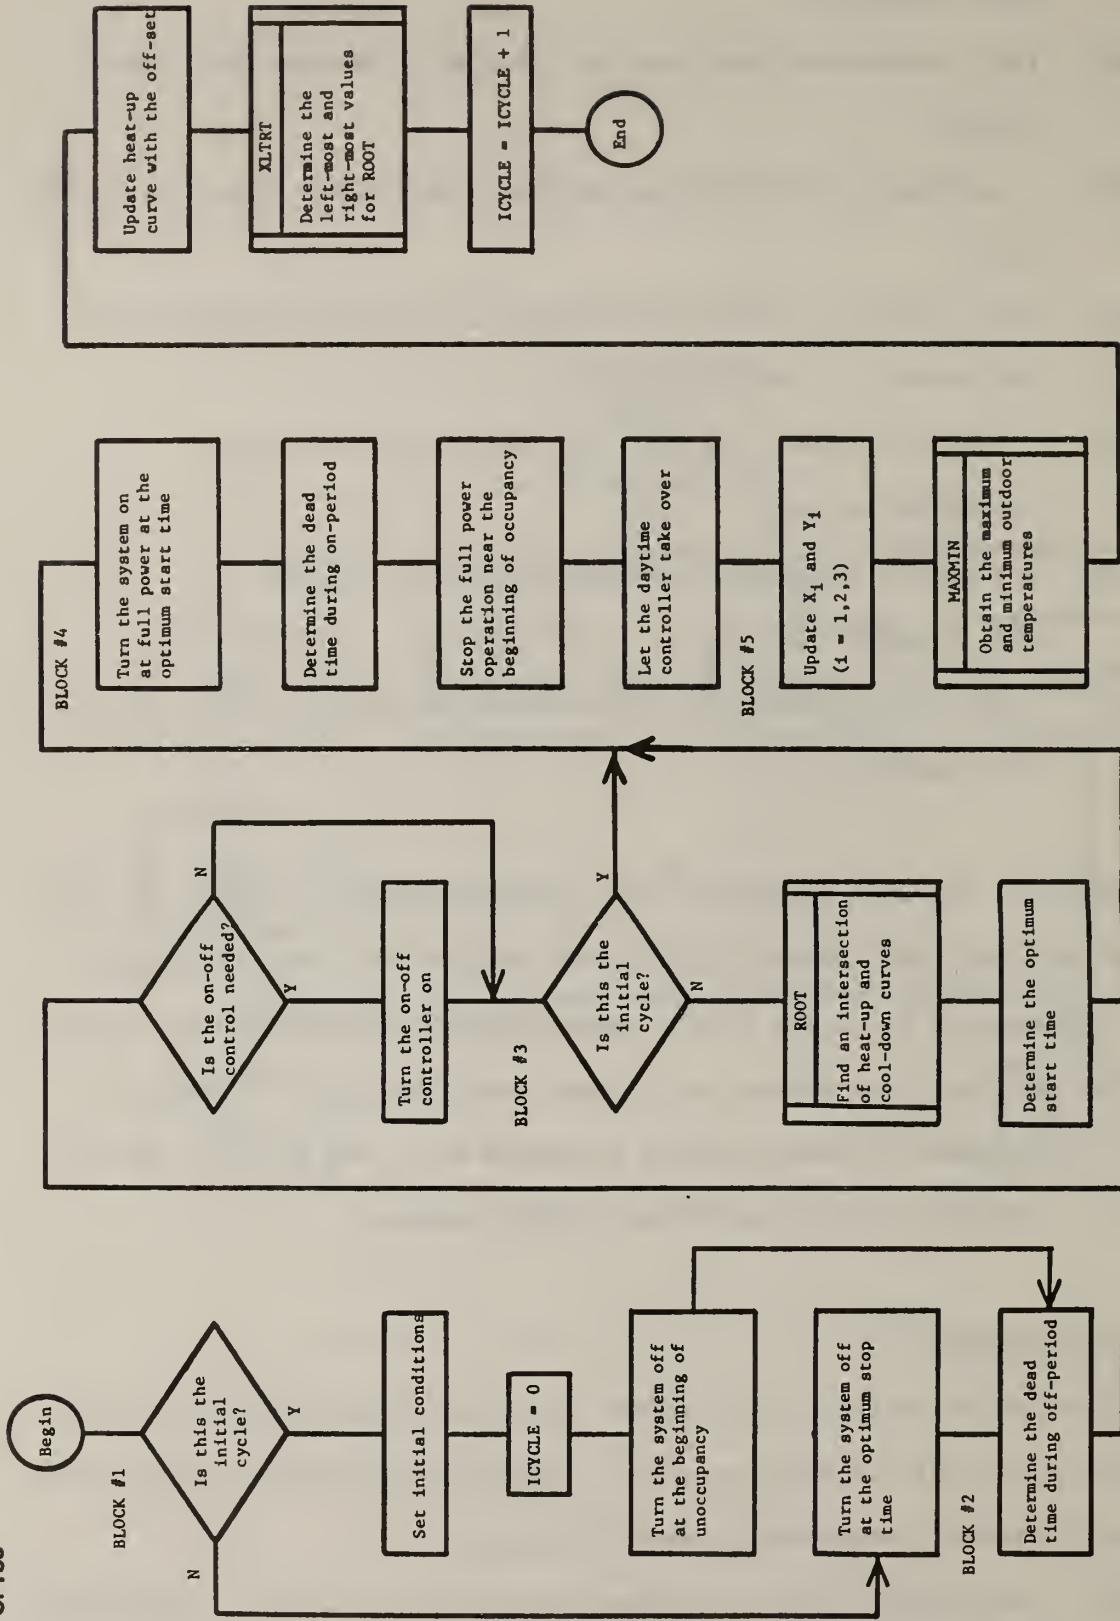 Begin
BLOCK #1
Is this the
initial
cycle?
N
Y
Set initial conditions
ICYCLE = 0
Turn the system off
at the beginning of
unoccupancy
Turn the system off
at the optimum stop
time
BLOCK #2
Determine the dead
time during off-period
Is the on-off
control needed?
N
Y
Turn the on-off
controller on
BLOCK #3
Is this the
initial
cycle?
Y
N
ROOT
Find an intersection
of heat-up and
cool-down curves
Determine the optimum
start time
BLOCK #4
Turn the system on
at full power at the
optimum start time
Determine the dead
time during on-period
Stop the full power
operation near the
beginning of occupancy
Let the daytime
controller take over
BLOCK #5
Update Xi and Yi
(i = 1,2,3)
MAXMIN
Obtain the maximum
and minimum outdoor
temperatures
Update heat-up
curve with the off-set
XLTRT
Determine the
left-most and
right-most values
for ROOT
ICYCLE = ICYCLE + 1
End